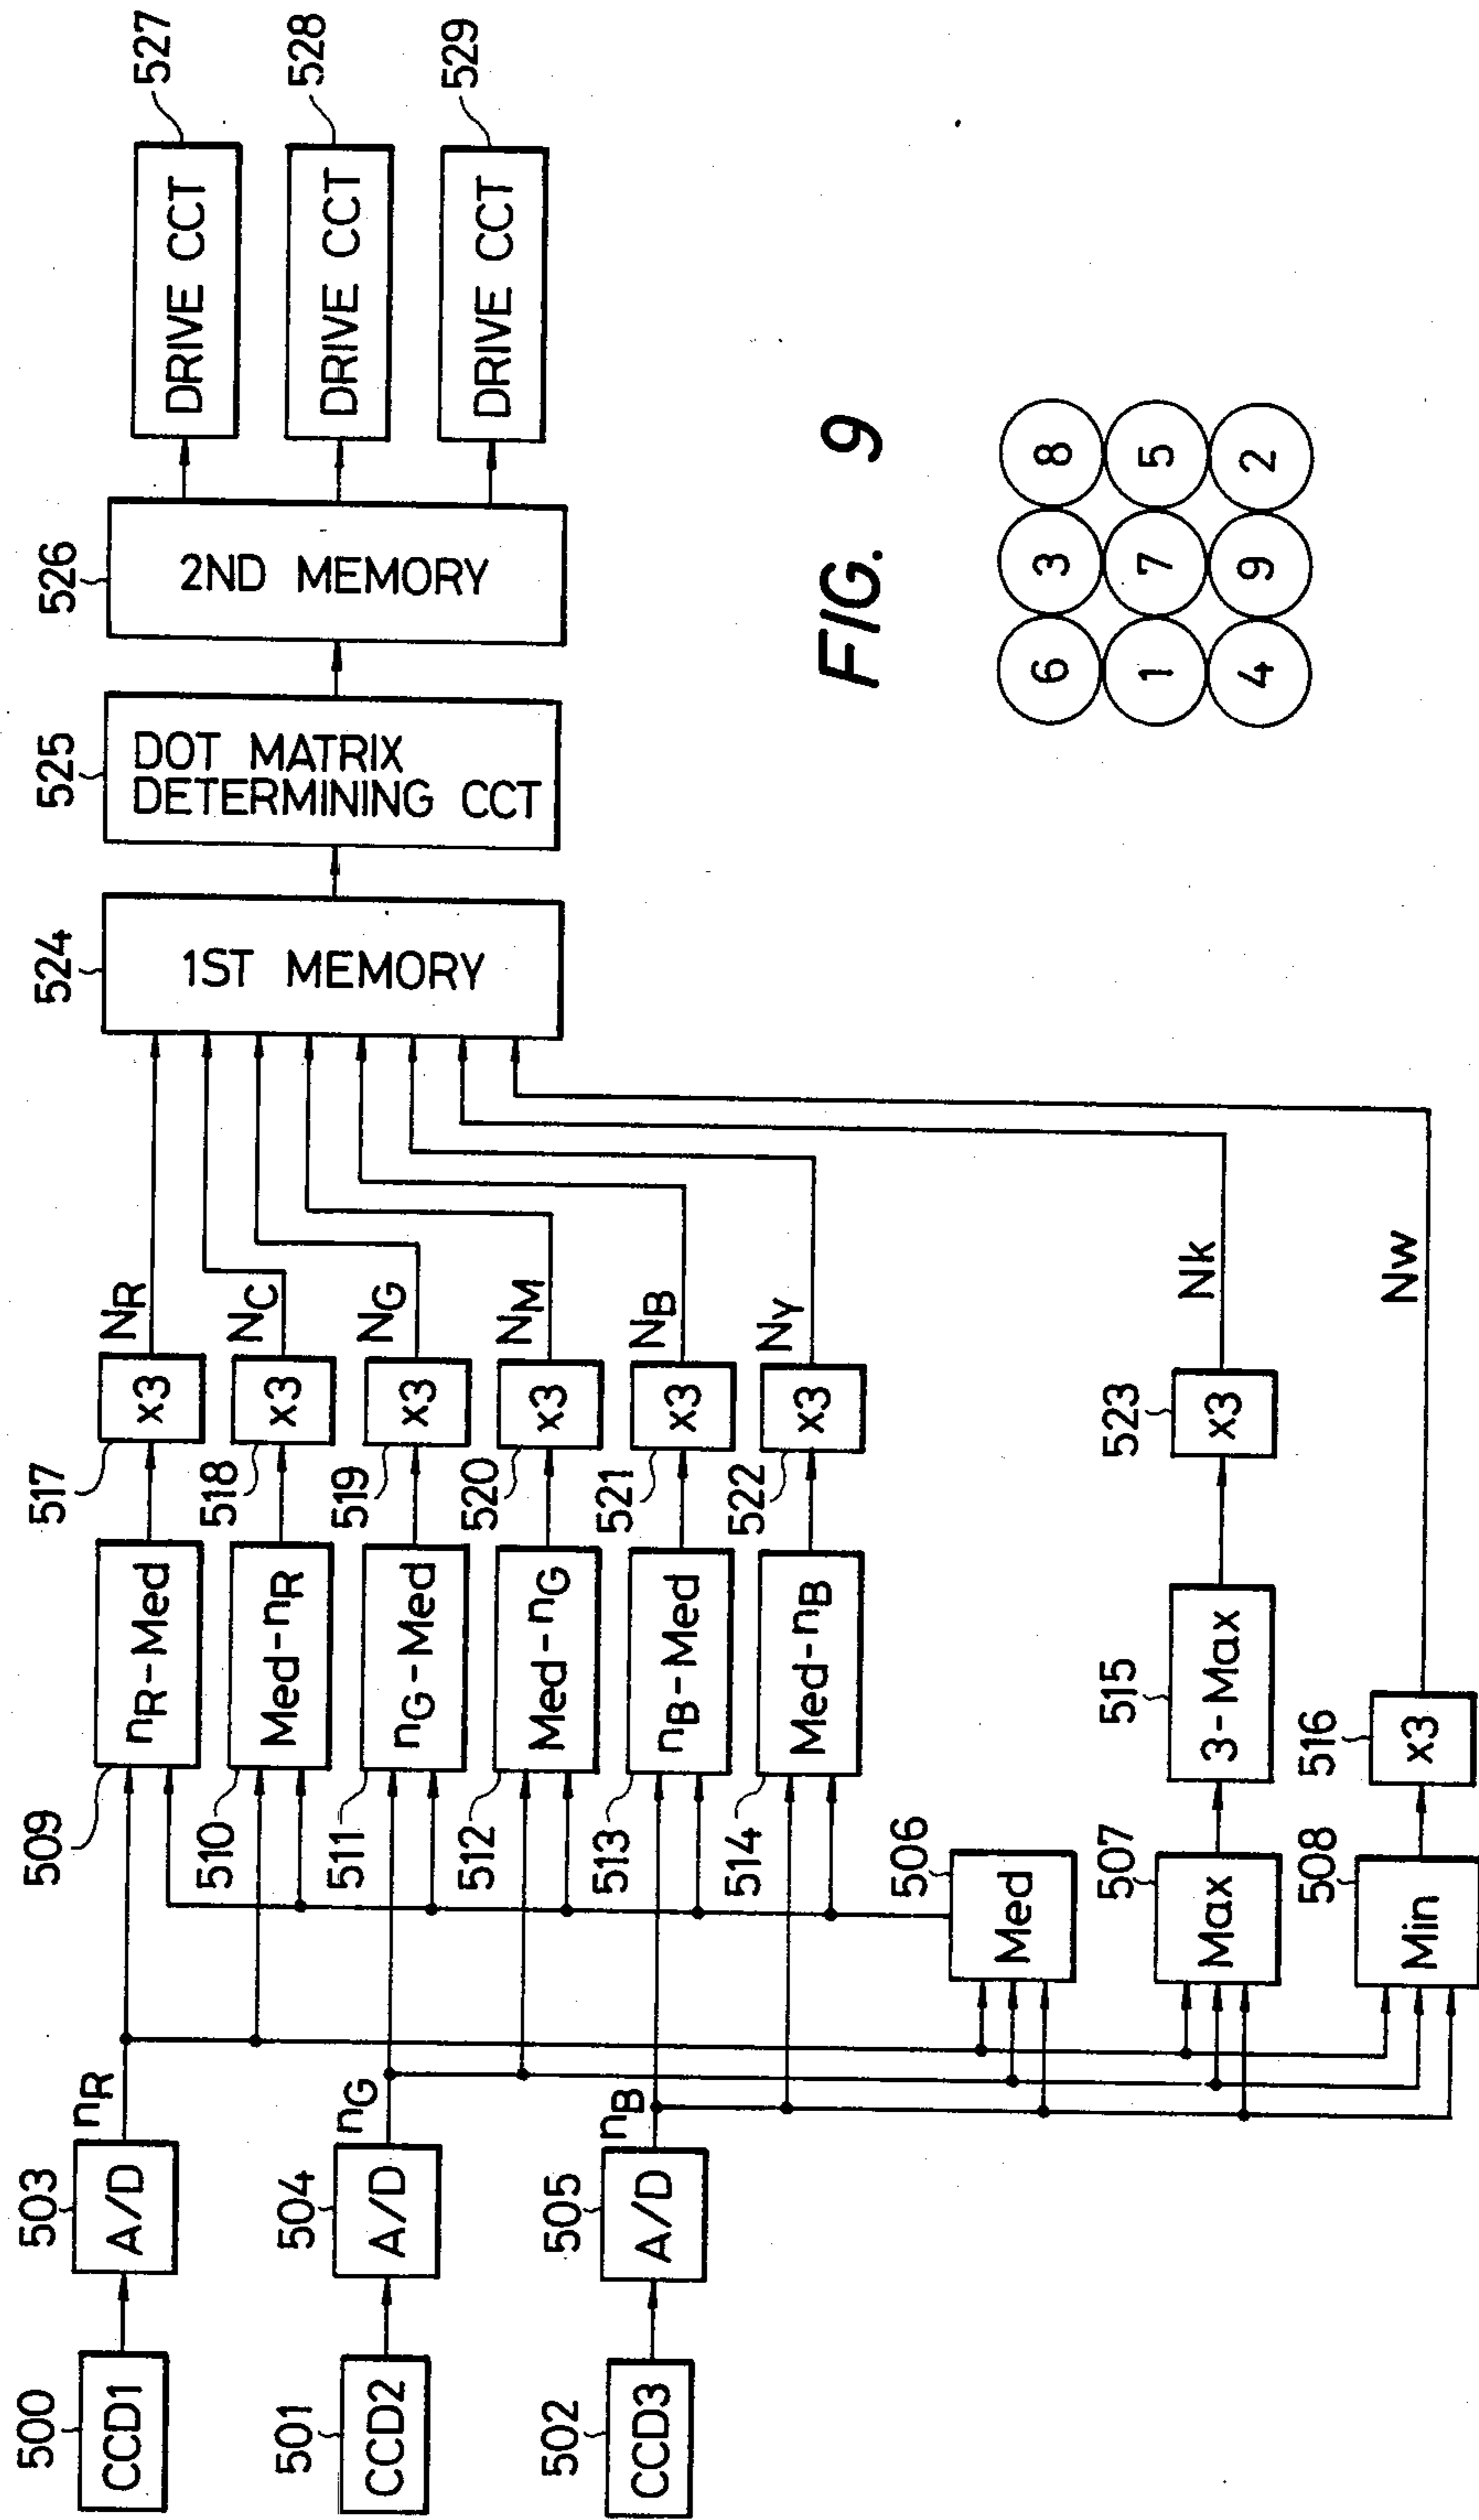 500
CCD1
503
A/D
nR
509
nR-Med
517
x3
NR
510
Med-nR
518
x3
NC
501
CCD2
504
A/D
nG
511
nG-Med
519
x3
NG
512
Med-nG
520
x3
NM
502
CCD3
505
A/D
nB
513
nB-Med
521
x3
NB
514
Med-nB
522
x3
NY
506
Med
507
Max
515
3-Max
523
x3
Nk
508
Min
516
x3
Nw
524
1ST MEMORY
525
DOT MATRIX
DETERMINING CCT
526
2ND MEMORY
527
DRIVE CCT
528
DRIVE CCT
529
DRIVE CCT
FIG. 9
6 3 8
1 7 5
4 9 2